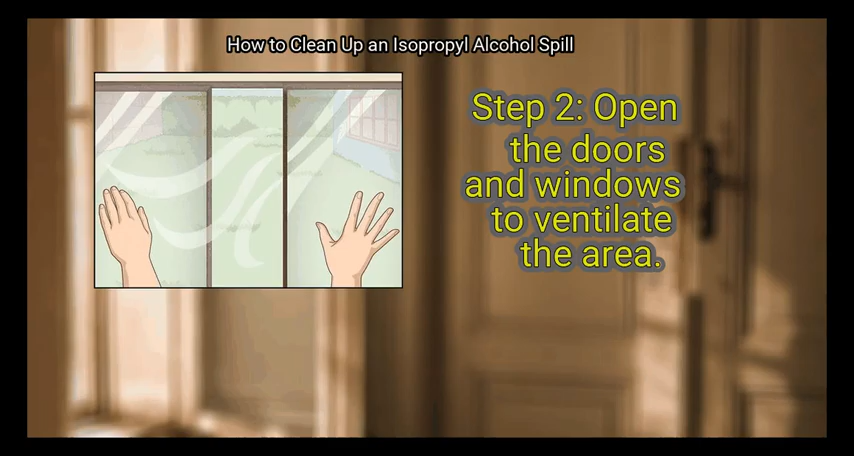 How to Clean Up an Isopropyl Alcohol Spill
Step 2: Open
the doors
and windows
to ventilate
the area.